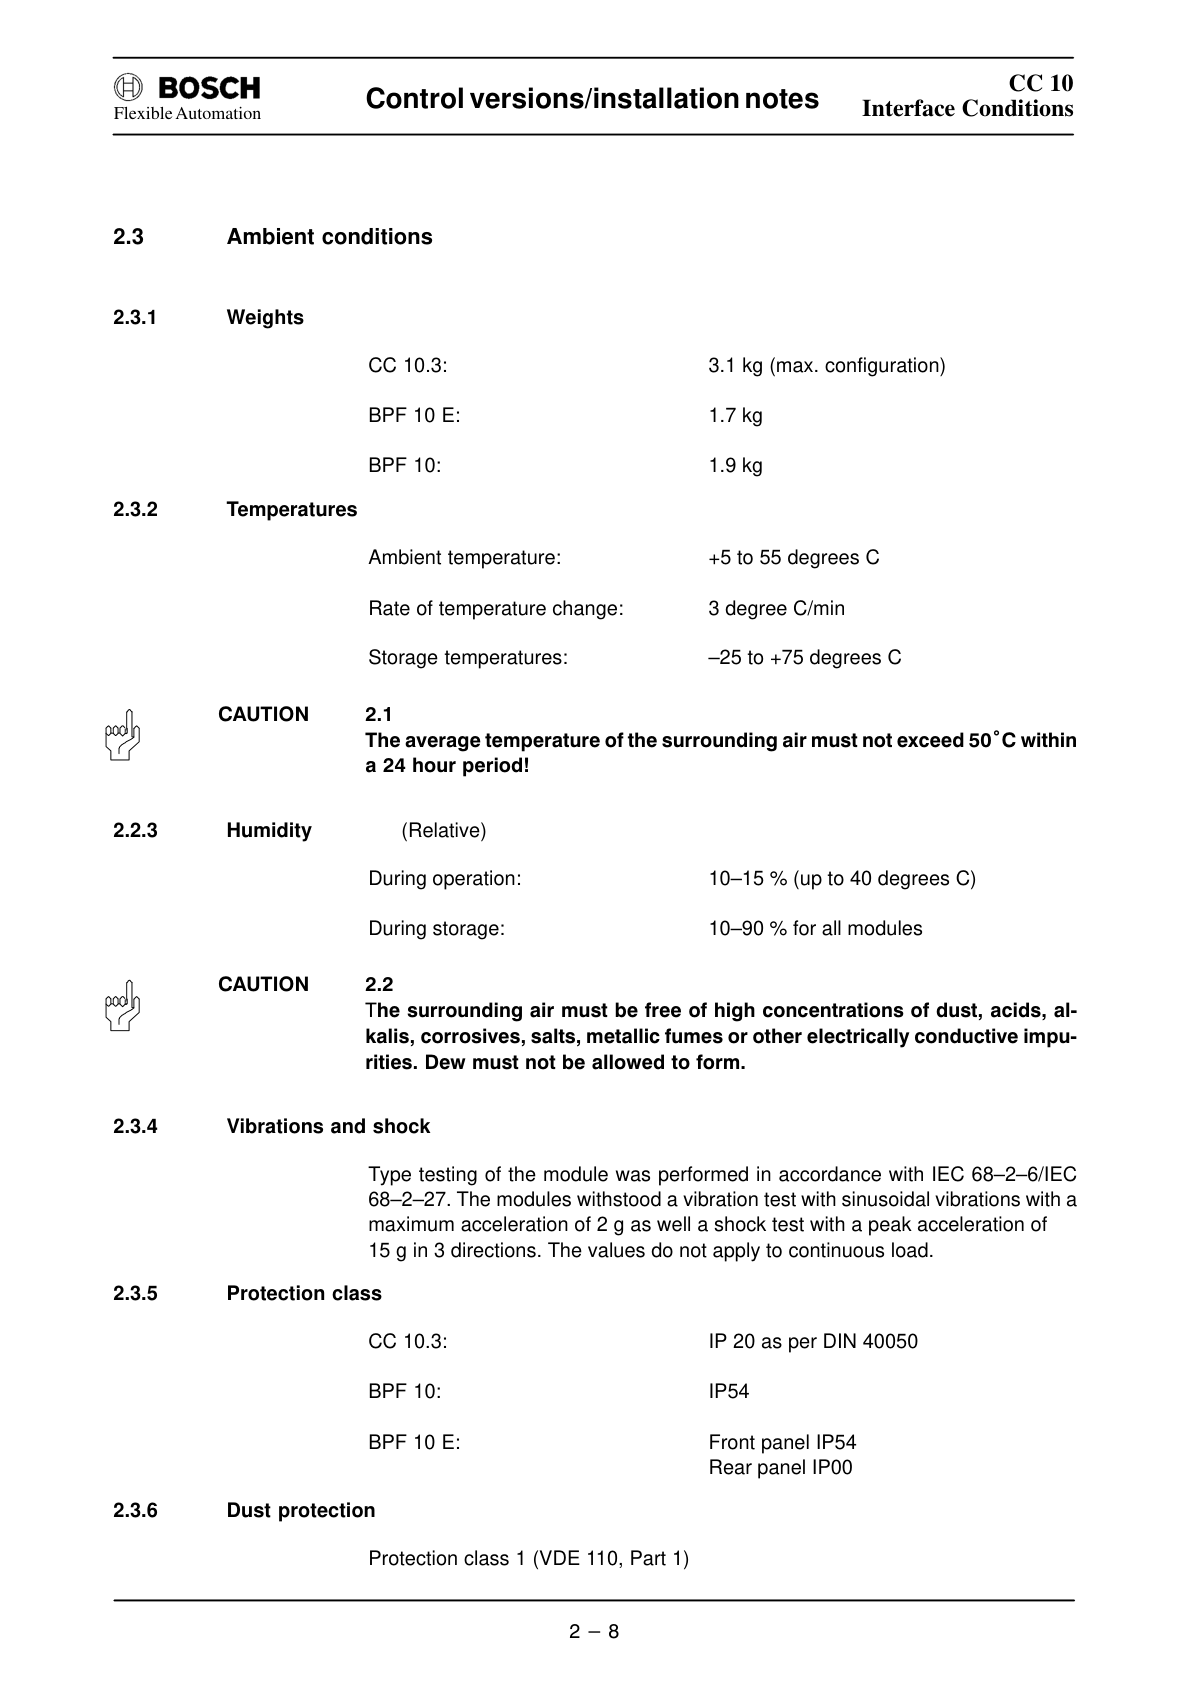 BOSCH
Flexible Automation
Control versions/installation notes
CC 10
Interface Conditions
2.3 Ambient conditions
2.3.1 Weights
CC 10.3: 3.1 kg (max. configuration)
BPF 10 E: 1.7 kg
BPF 10: 1.9 kg
2.3.2 Temperatures
Ambient temperature: +5 to 55 degrees C
Rate of temperature change: 3 degree C/min
Storage temperatures: –25 to +75 degrees C
CAUTION 2.1
The average temperature of the surrounding air must not exceed 50˚C within
a 24 hour period!
2.2.3 Humidity (Relative)
During operation: 10–15 % (up to 40 degrees C)
During storage: 10–90 % for all modules
CAUTION 2.2
The surrounding air must be free of high concentrations of dust, acids, al-
kalis, corrosives, salts, metallic fumes or other electrically conductive impu-
rities. Dew must not be allowed to form.
2.3.4 Vibrations and shock
Type testing of the module was performed in accordance with IEC 68–2–6/IEC
68–2–27. The modules withstood a vibration test with sinusoidal vibrations with a
maximum acceleration of 2 g as well a shock test with a peak acceleration of
15 g in 3 directions. The values do not apply to continuous load.
2.3.5 Protection class
CC 10.3: IP 20 as per DIN 40050
BPF 10: IP54
BPF 10 E: Front panel IP54
Rear panel IP00
2.3.6 Dust protection
Protection class 1 (VDE 110, Part 1)
2 – 8